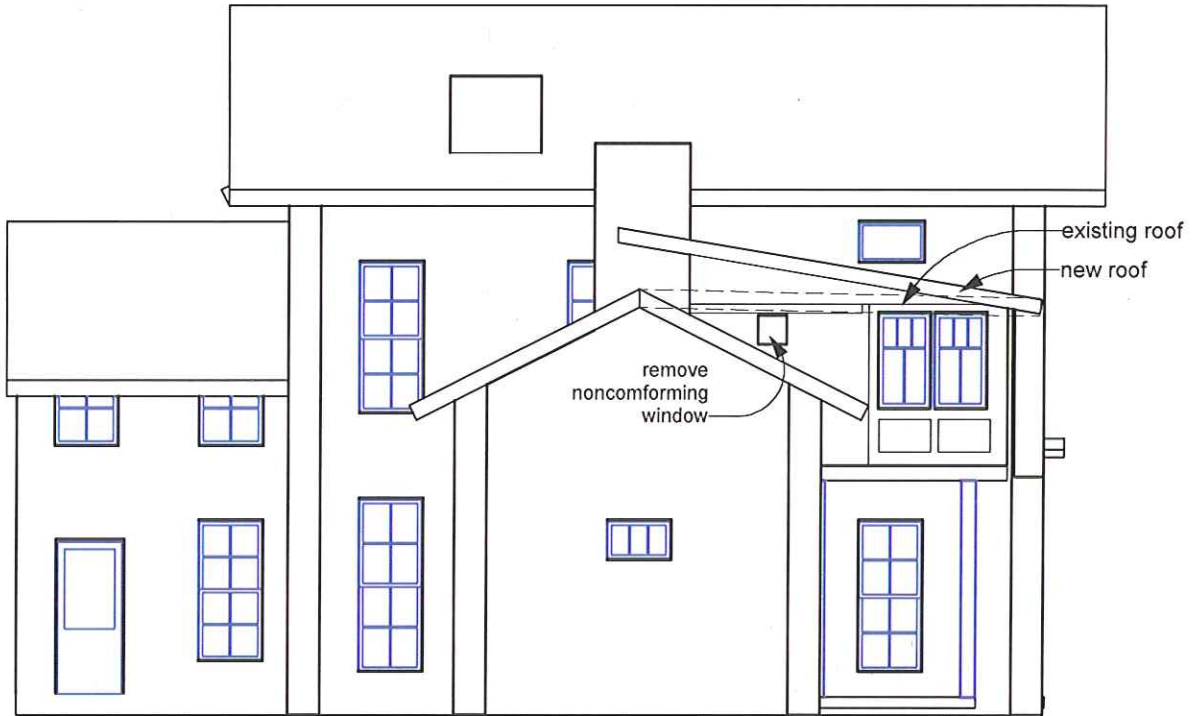 existing roof
new roof
remove
noncomforming
window